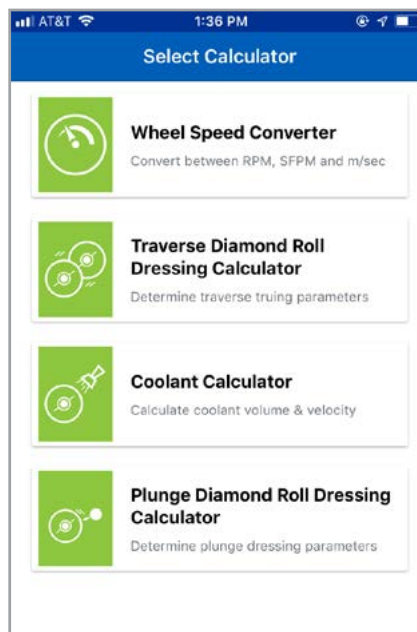 AT&T 1:36 PM
Select Calculator
Wheel Speed Converter
Convert between RPM, SFPM and m/sec
Traverse Diamond Roll
Dressing Calculator
Determine traverse truing parameters
Coolant Calculator
Calculate coolant volume & velocity
Plunge Diamond Roll Dressing
Calculator
Determine plunge dressing parameters